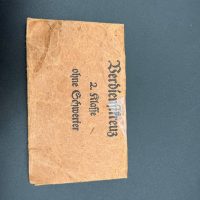 Verdienstkreuz
2. Klasse
ohne Schwerter